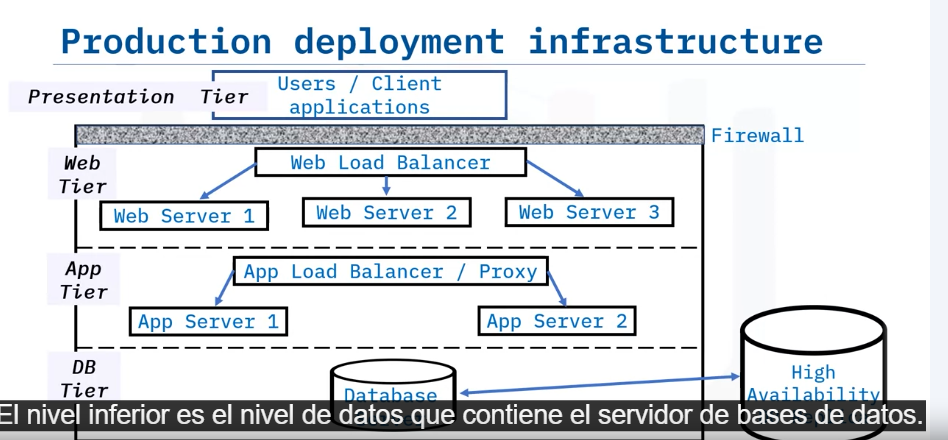 Production deployment infrastructure
Presentation Tier
Users / Client
applications
Firewall
Web
Tier
Web Load Balancer
Web Server 1
Web Server 2
Web Server 3
App
Tier
App Load Balancer / Proxy
App Server 1
App Server 2
DB
Tier
Database
High
Availability
El nivel inferior es el nivel de datos que contiene el servidor de bases de datos.